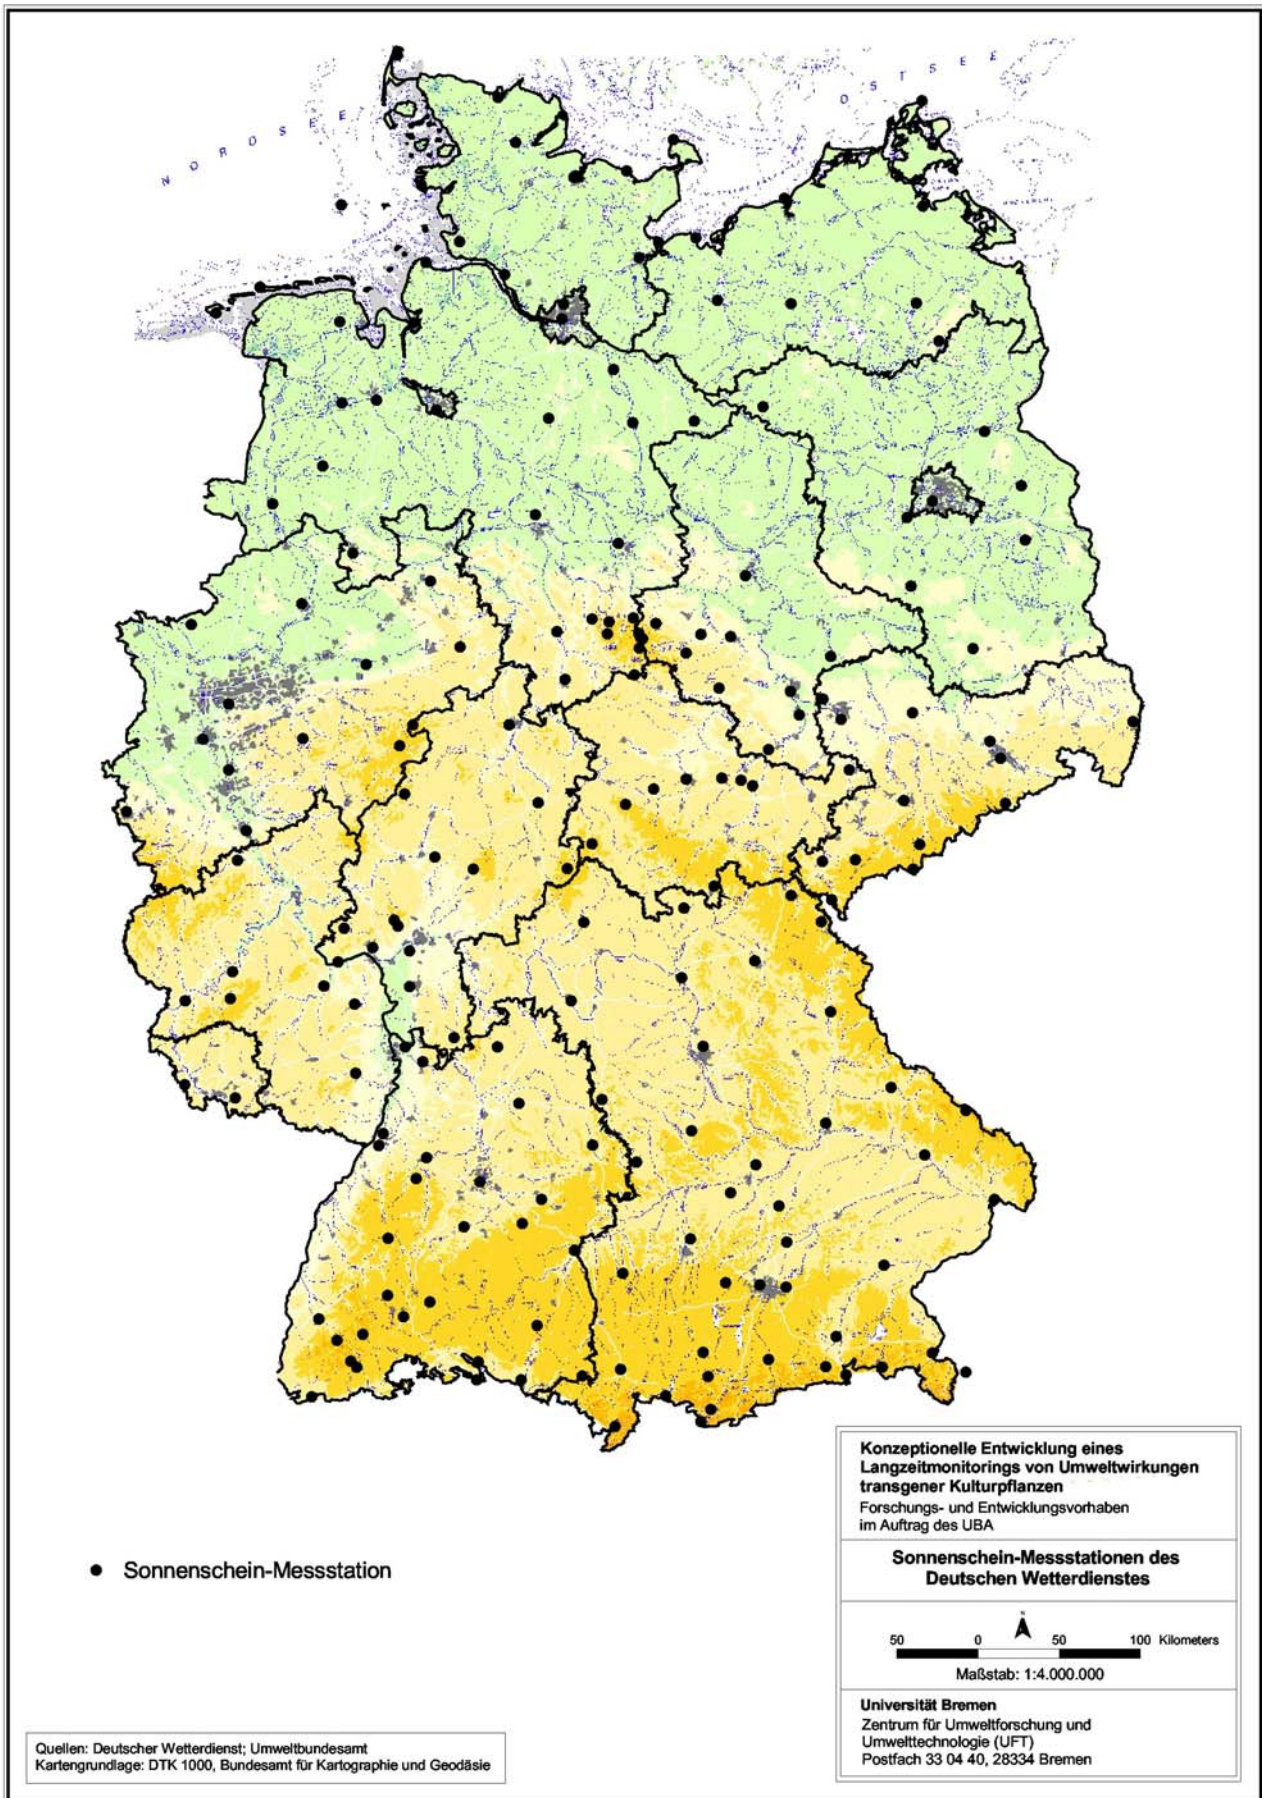 N O R D S E E
O S T S E E
Sonnenschein-Messstation
Konzeptionelle Entwicklung eines
Langzeitmonitorings von Umweltwirkungen
transgener Kulturpflanzen
Forschungs- und Entwicklungsvorhaben
im Auftrag des UBA
Sonnenschein-Messstationen des
Deutschen Wetterdienstes
N
50 0 50 100 Kilometers
Maßstab: 1:4.000.000
Universität Bremen
Zentrum für Umweltforschung und
Umwelttechnologie (UFT)
Postfach 33 04 40, 28334 Bremen
Quellen: Deutscher Wetterdienst; Umweltbundesamt
Kartengrundlage: DTK 1000, Bundesamt für Kartographie und Geodäsie